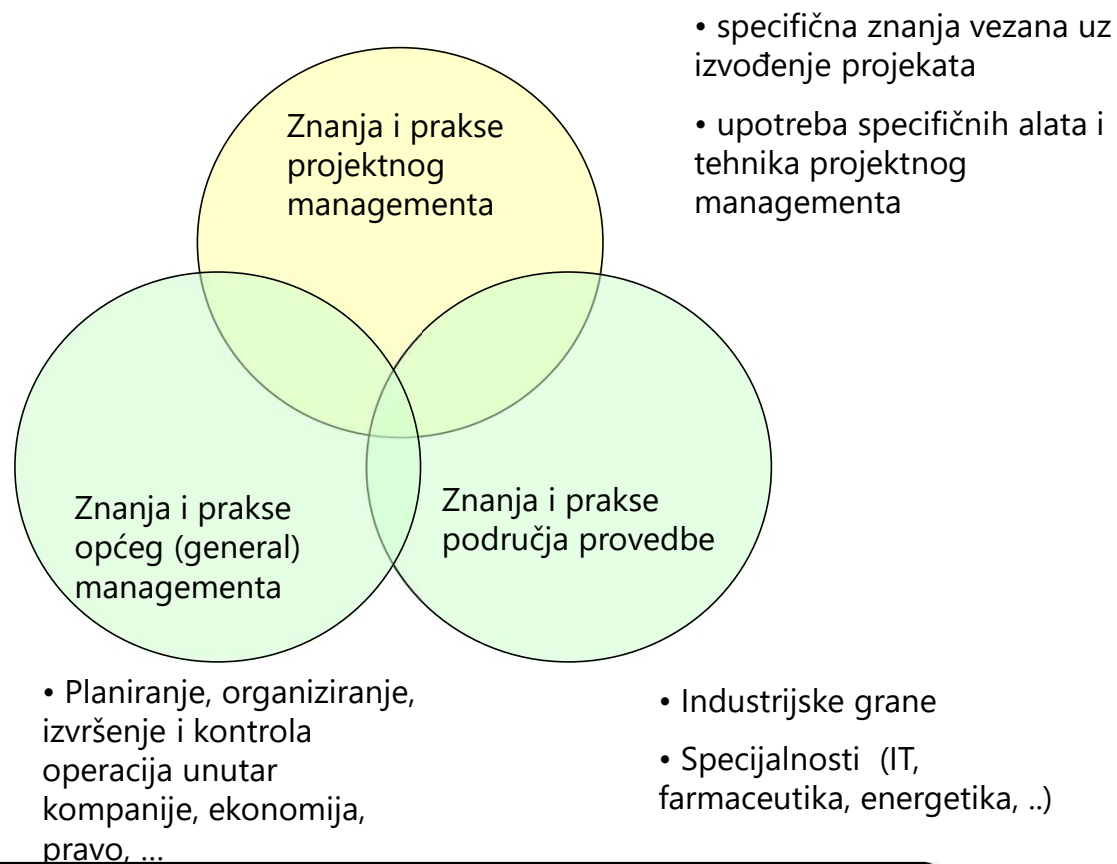 • specifična znanja vezana uz
izvođenje projekata
• upotreba specifičnih alata i
tehnika projektnog
managementa
Znanja i prakse
projektnog
managementa
Znanja i prakse
općeg (general)
managementa
Znanja i prakse
područja provedbe
• Planiranje, organiziranje,
izvršenje i kontrola
operacija unutar
kompanije, ekonomija,
pravo, ...
• Industrijske grane
• Specijalnosti (IT,
farmaceutika, energetika, ..)